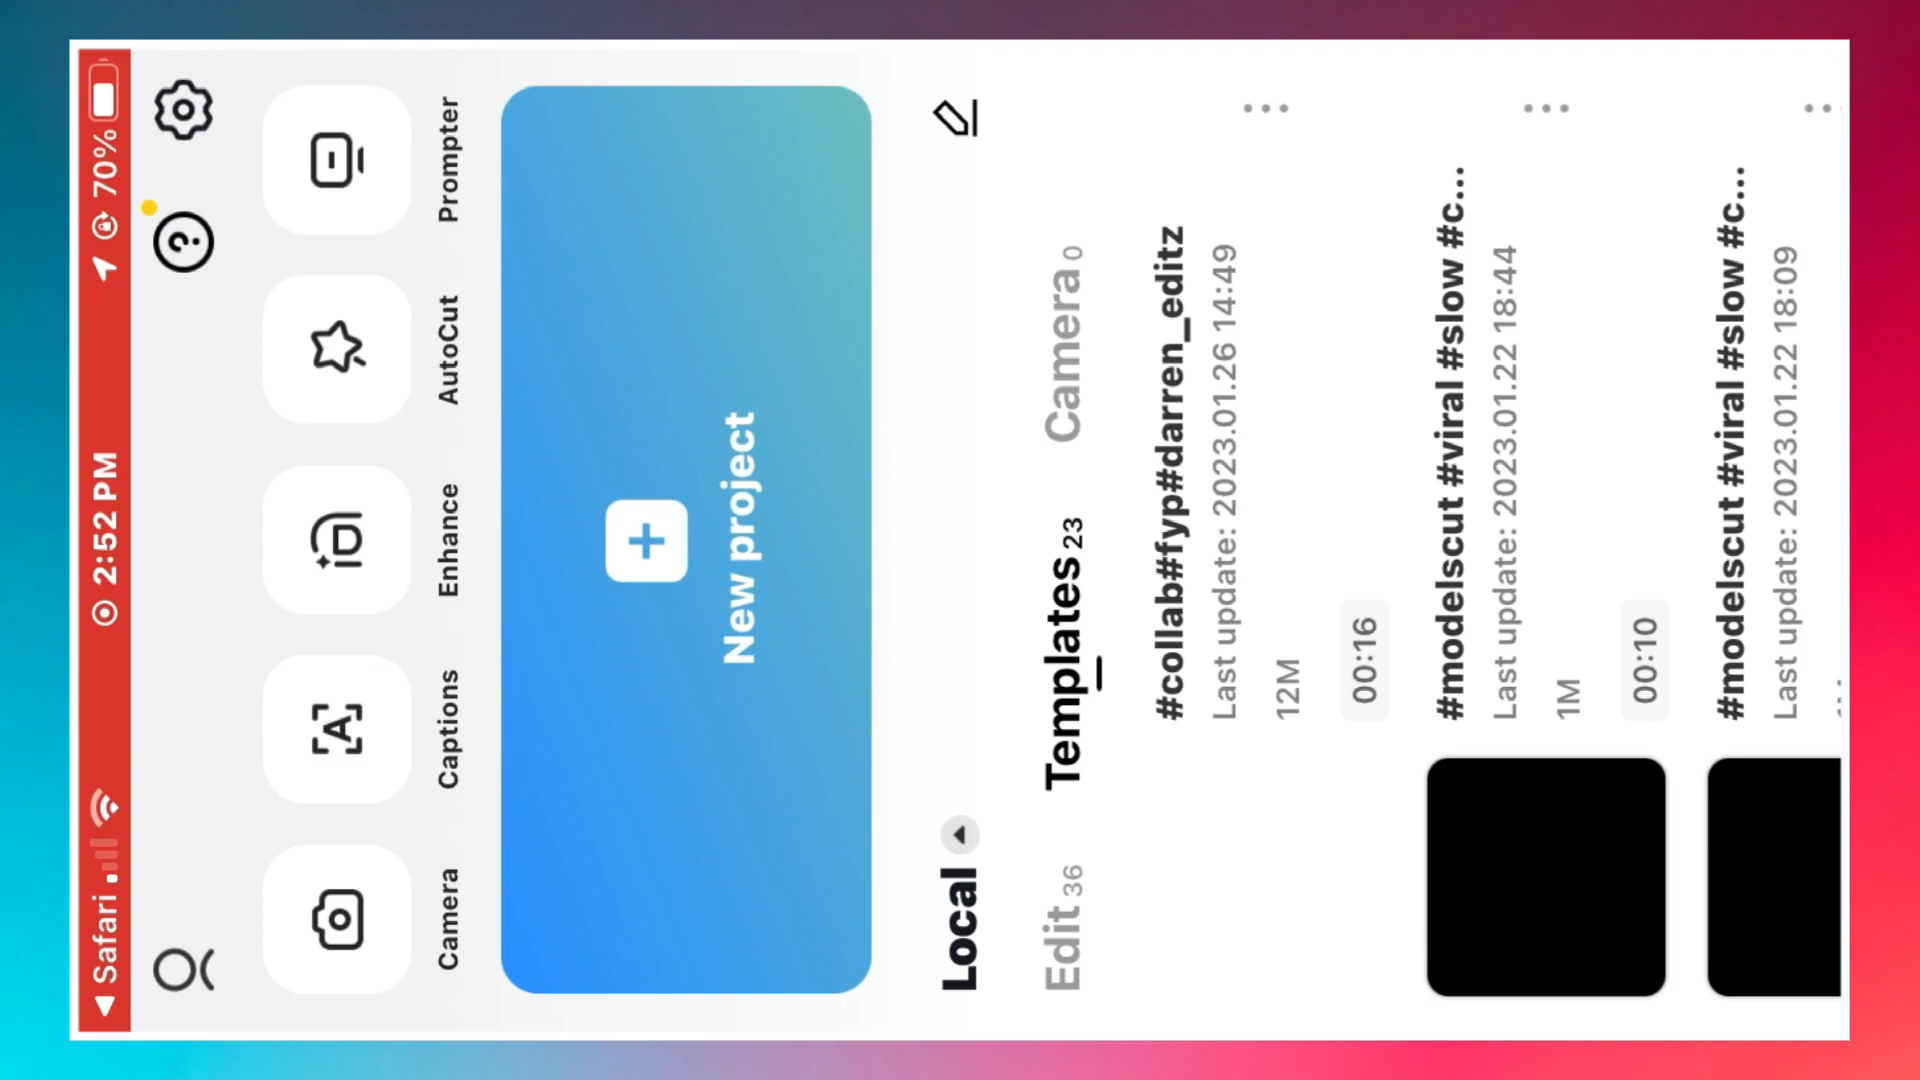 Safari
2:52 PM
70%
Camera
Captions
Enhance
AutoCut
Prompter
New project
Local
Edit 36
Templates 23
Camera 0
#collab#fyp#darren_editz
Last update: 2023.01.26 14:49
12M
00:16
#modelscut #viral #slow #c...
Last update: 2023.01.22 18:44
1M
00:10
#modelscut #viral #slow #c...
Last update: 2023.01.22 18:09